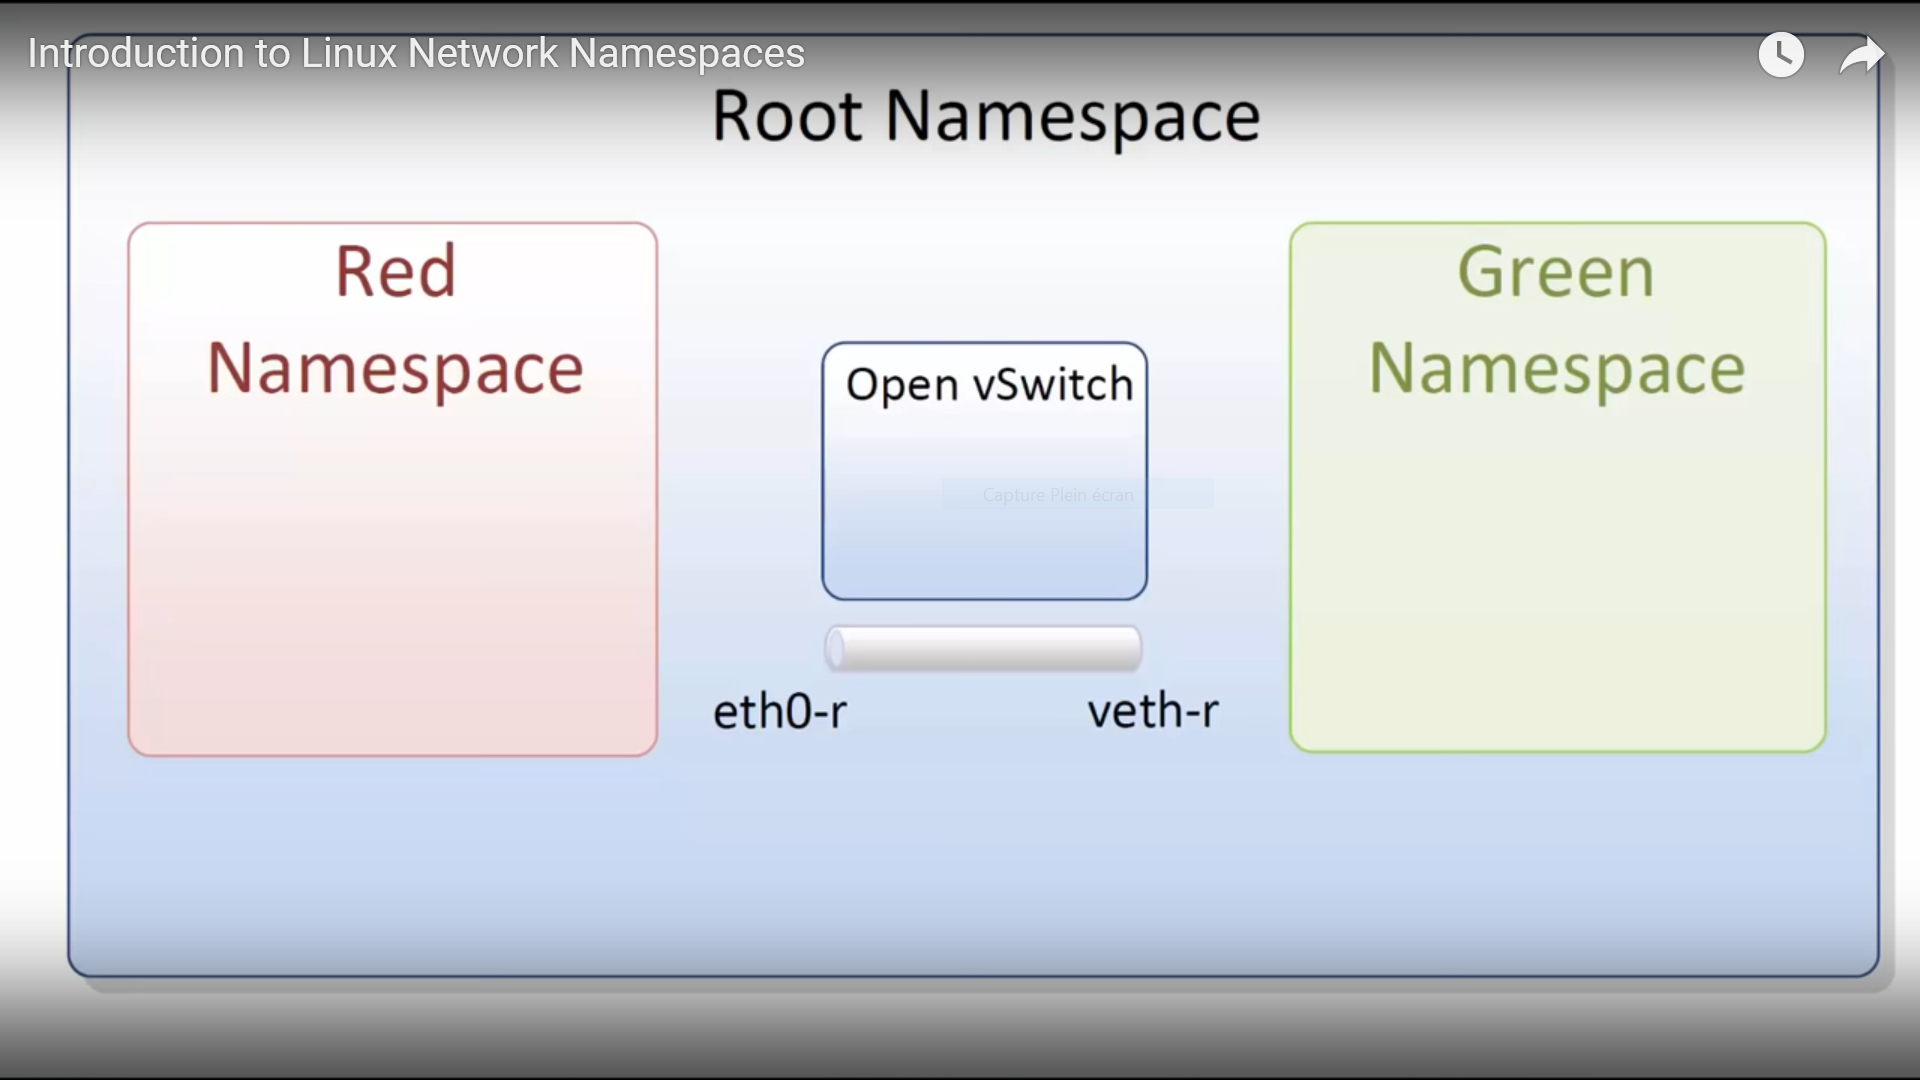 Introduction to Linux Network Namespaces
Root Namespace
Red
Namespace
Open vSwitch
Capture Plein écran
eth0-r
veth-r
Green
Namespace